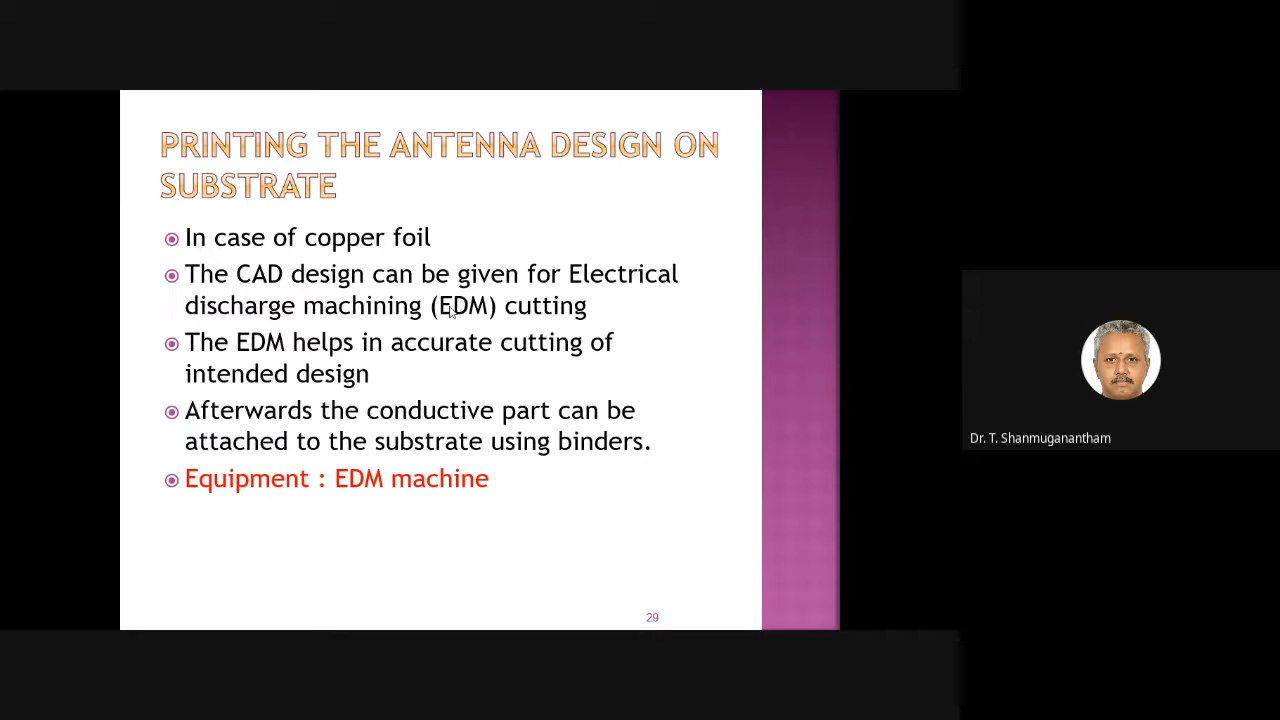 PRINTING THE ANTENNA DESIGN ON
SUBSTRATE
In case of copper foil
The CAD design can be given for Electrical
discharge machining (EDM) cutting
The EDM helps in accurate cutting of
intended design
Afterwards the conductive part can be
attached to the substrate using binders.
Equipment : EDM machine
29
Dr. T. Shanmuganantham